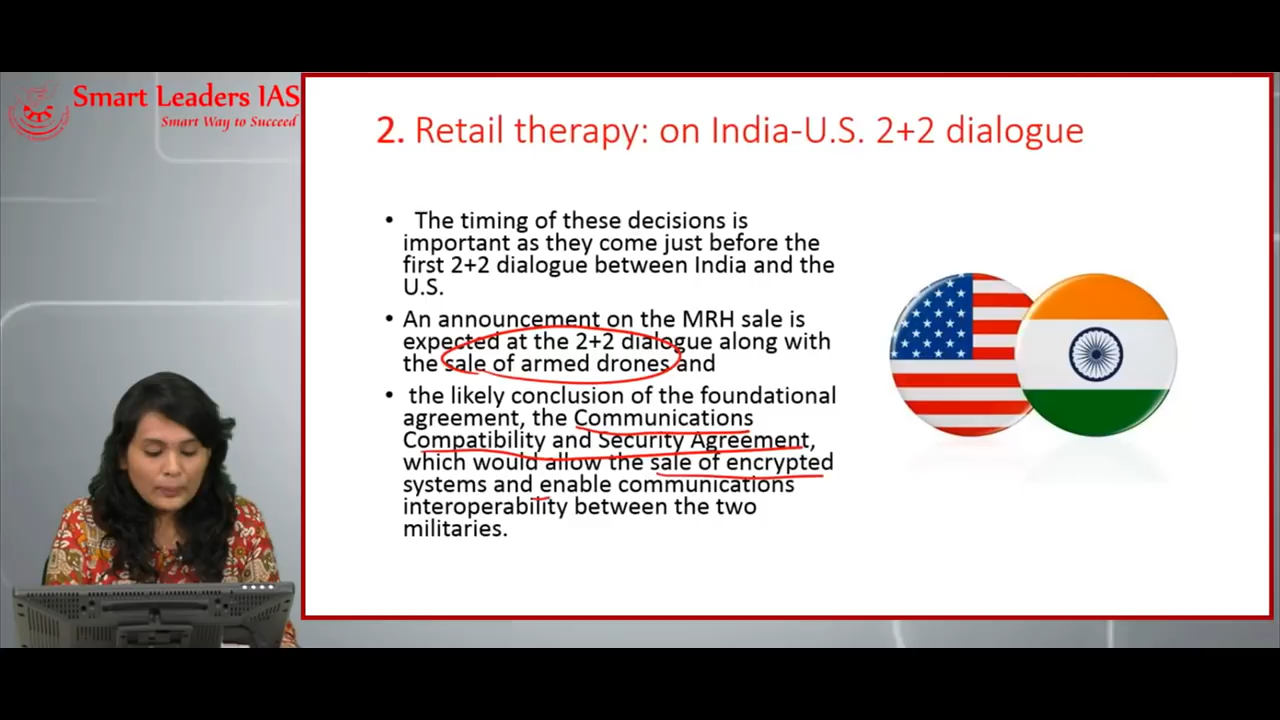 Smart Leaders IAS
Smart Way to Succeed
2. Retail therapy: on India-U.S. 2+2 dialogue
• The timing of these decisions is
important as they come just before the
first 2+2 dialogue between India and the
U.S.
• An announcement on the MRH sale is
expected at the 2+2 dialogue along with
the sale of armed drones and
• the likely conclusion of the foundational
agreement, the Communications
Compatibility and Security Agreement,
which would allow the sale of encrypted
systems and enable communications
interoperability between the two
militaries.